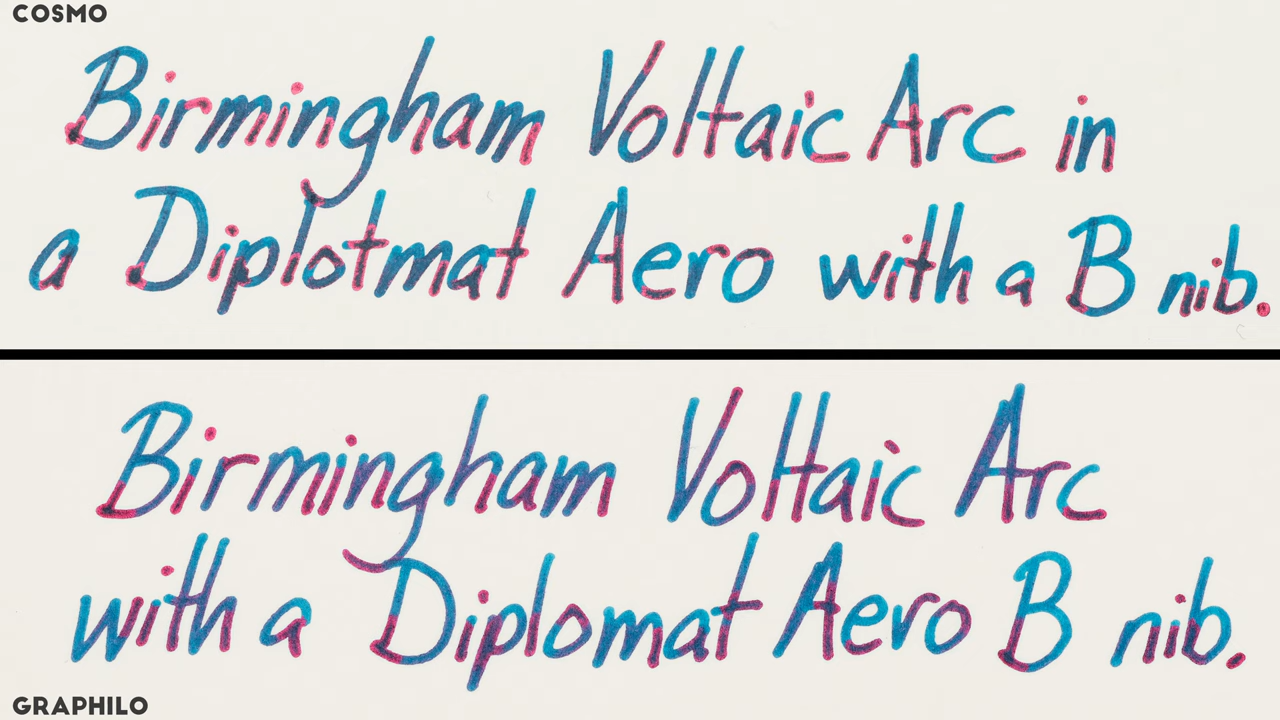 COSMO
Birmingham Voltaic Arc in
a Diplotmat Aero with a B nib.
Birmingham Voltaic Arc
with a Diplomat Aero B nib.
GRAPHILO